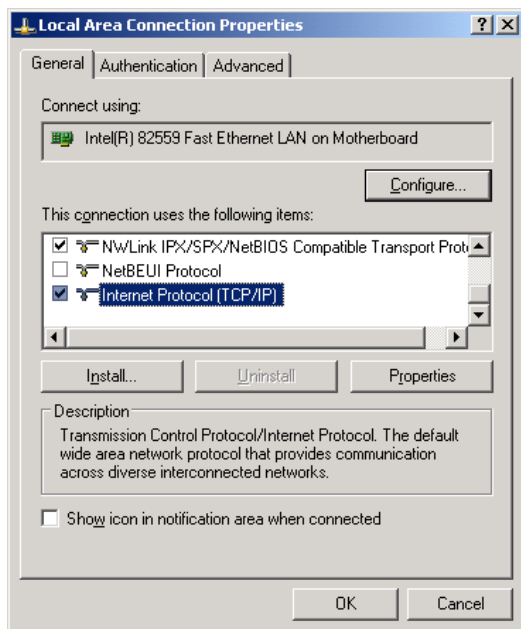 Local Area Connection Properties
General Authentication Advanced
Connect using:
Intel(R) 82559 Fast Ethernet LAN on Motherboard
Configure...
This connection uses the following items:
NWLink IPX/SPX/NetBIOS Compatible Transport Proto
NetBEUI Protocol
Internet Protocol (TCP/IP)
Install... Uninstall Properties
Description
Transmission Control Protocol/Internet Protocol. The default
wide area network protocol that provides communication
across diverse interconnected networks.
Show icon in notification area when connected
OK Cancel